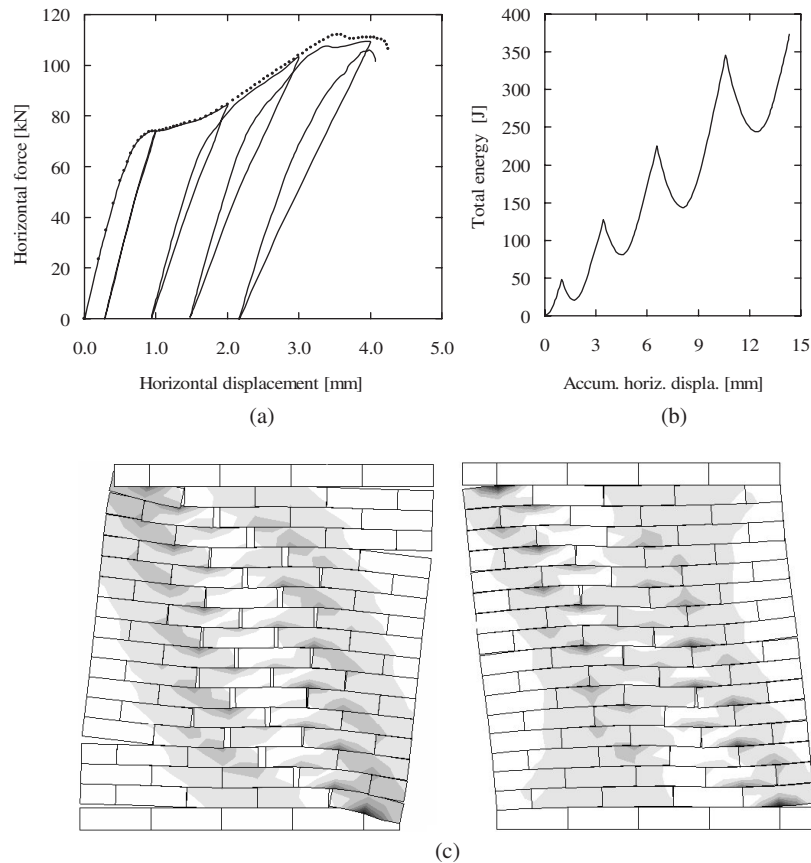 Horizontal force [kN]
120
100
80
60
40
20
0
0.0 1.0 2.0 3.0 4.0 5.0
Horizontal displacement [mm]
(a)
Total energy [J]
400
350
300
250
200
150
100
50
0
0 3 6 9 12 15
Accum. horiz. displa. [mm]
(b)
(c)